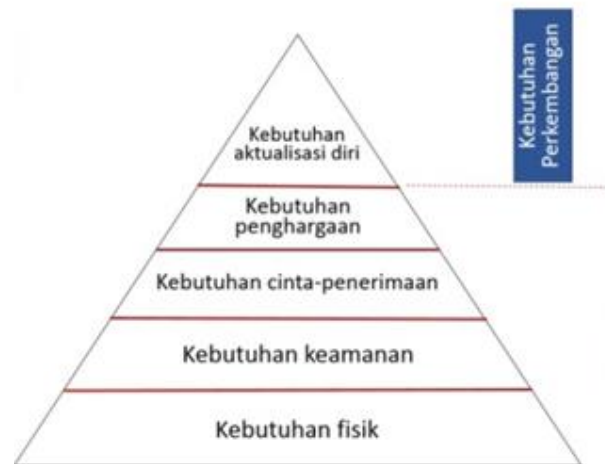 Kebutuhan
Perkembangan
Kebutuhan
aktualisasi diri
Kebutuhan
penghargaan
Kebutuhan cinta-penerimaan
Kebutuhan keamanan
Kebutuhan fisik